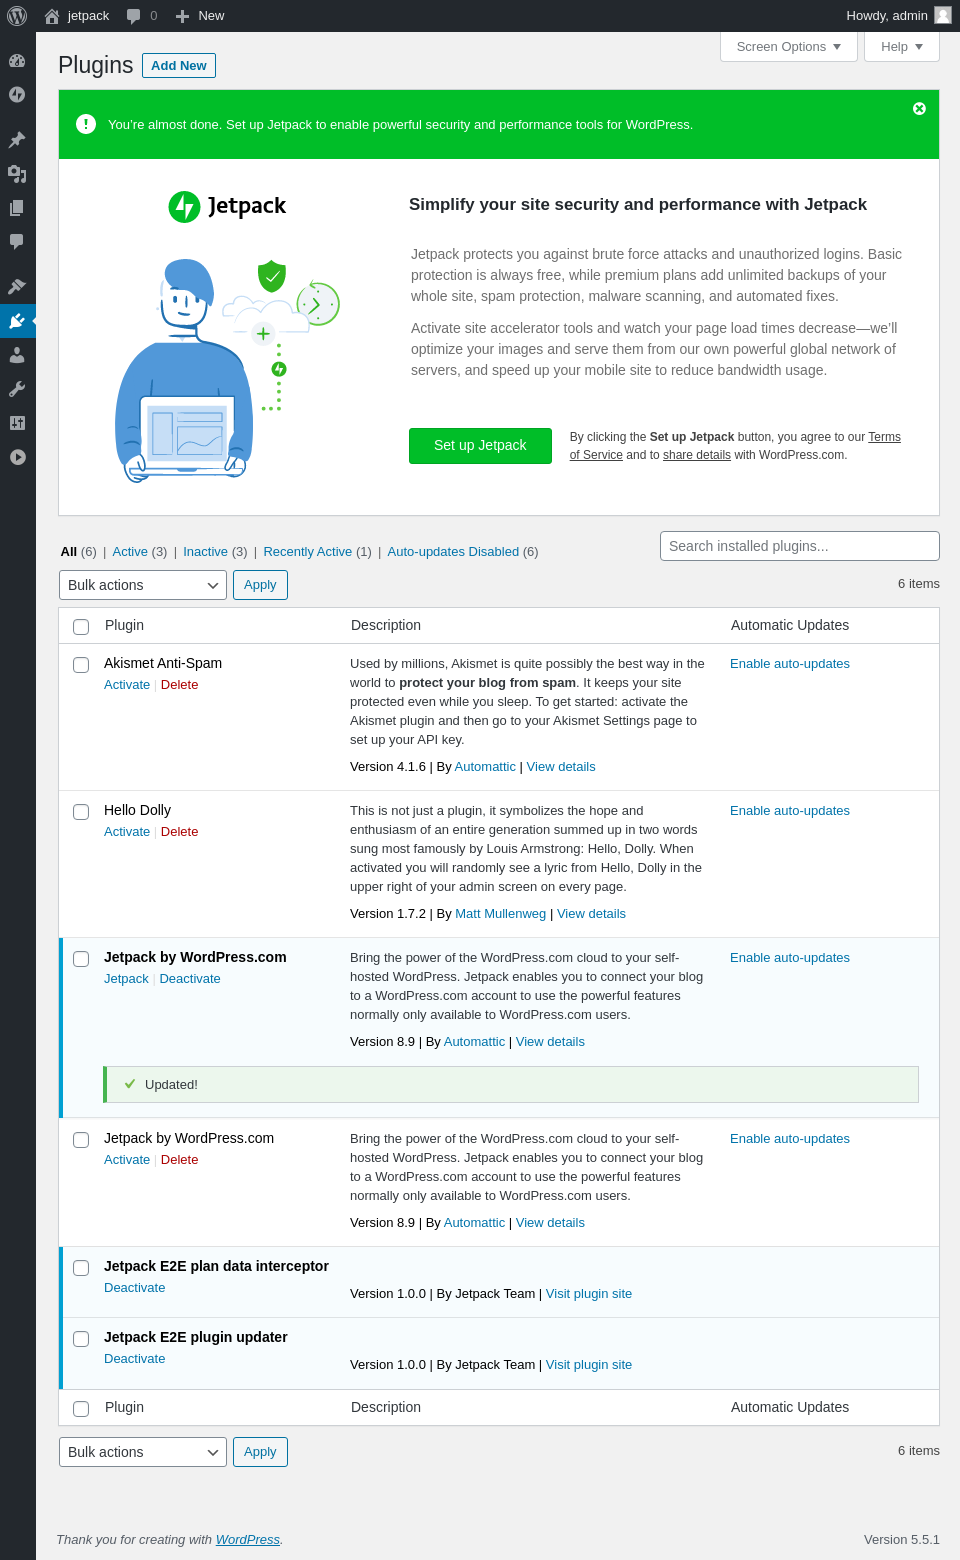 jetpack 0 New Howdy, admin
Screen Options Help
Plugins Add New
You're almost done. Set up Jetpack to enable powerful security and performance tools for WordPress.
Jetpack
Simplify your site security and performance with Jetpack
Jetpack protects you against brute force attacks and unauthorized logins. Basic
protection is always free, while premium plans add unlimited backups of your
whole site, spam protection, malware scanning, and automated fixes.
Activate site accelerator tools and watch your page load times decrease—we'll
optimize your images and serve them from our own powerful global network of
servers, and speed up your mobile site to reduce bandwidth usage.
Set up Jetpack
By clicking the Set up Jetpack button, you agree to our Terms
of Service and to share details with WordPress.com.
All (6) | Active (3) | Inactive (3) | Recently Active (1) | Auto-updates Disabled (6)
Search installed plugins...
Bulk actions Apply 6 items
Plugin Description Automatic Updates
Akismet Anti-Spam
Activate | Delete
Used by millions, Akismet is quite possibly the best way in the
world to protect your blog from spam. It keeps your site
protected even while you sleep. To get started: activate the
Akismet plugin and then go to your Akismet Settings page to
set up your API key.
Version 4.1.6 | By Automattic | View details
Enable auto-updates
Hello Dolly
Activate | Delete
This is not just a plugin, it symbolizes the hope and
enthusiasm of an entire generation summed up in two words
sung most famously by Louis Armstrong: Hello, Dolly. When
activated you will randomly see a lyric from Hello, Dolly in the
upper right of your admin screen on every page.
Version 1.7.2 | By Matt Mullenweg | View details
Enable auto-updates
Jetpack by WordPress.com
Jetpack | Deactivate
Bring the power of the WordPress.com cloud to your self-
hosted WordPress. Jetpack enables you to connect your blog
to a WordPress.com account to use the powerful features
normally only available to WordPress.com users.
Version 8.9 | By Automattic | View details
Enable auto-updates
Updated!
Jetpack by WordPress.com
Activate | Delete
Bring the power of the WordPress.com cloud to your self-
hosted WordPress. Jetpack enables you to connect your blog
to a WordPress.com account to use the powerful features
normally only available to WordPress.com users.
Version 8.9 | By Automattic | View details
Enable auto-updates
Jetpack E2E plan data interceptor
Deactivate
Version 1.0.0 | By Jetpack Team | Visit plugin site
Jetpack E2E plugin updater
Deactivate
Version 1.0.0 | By Jetpack Team | Visit plugin site
Plugin Description Automatic Updates
Bulk actions Apply 6 items
Thank you for creating with WordPress. Version 5.5.1